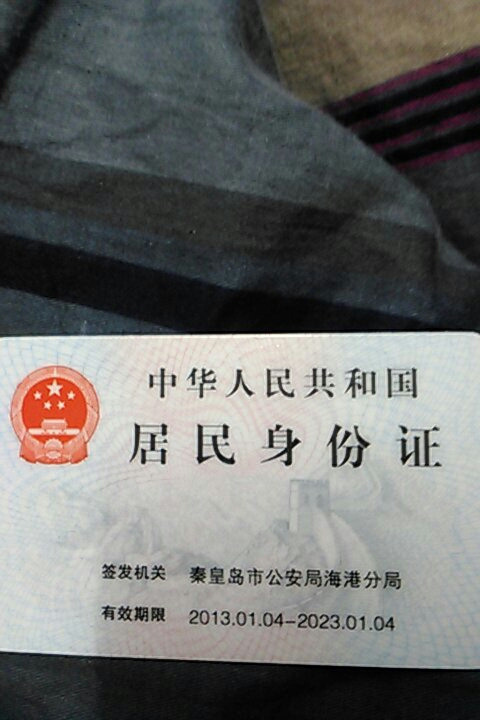 中华人民共和国
居民身份证
签发机关 秦皇岛市公安局海港分局
有效期限 2013.01.04-2023.01.04